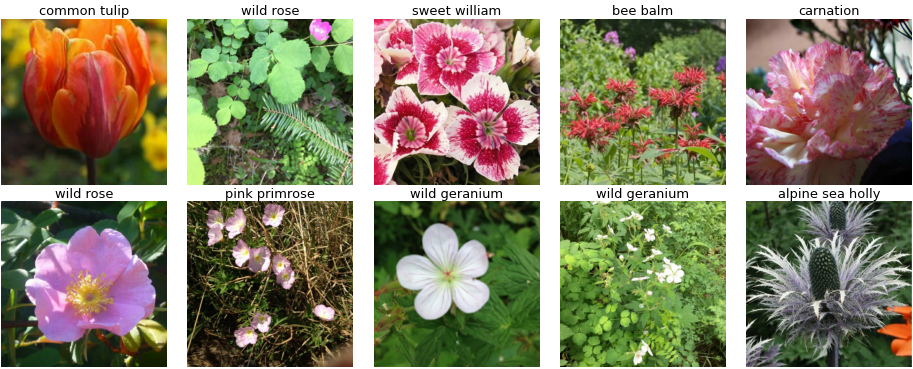 common tulip
wild rose
sweet william
bee balm
carnation
wild rose
pink primrose
wild geranium
wild geranium
alpine sea holly